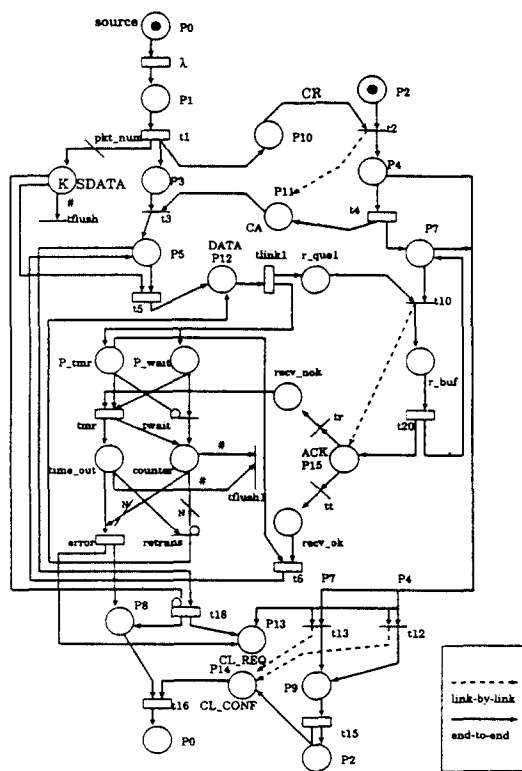 source
P0
λ
P1
CR
P2
pkt_num
t1
P10
t2
K SDATA
P3
P11
P4
#
tflush
t3
CA
t4
P7
P5
DATA
P12
tlink1
r_que1
t5
t10
P_tmr
P_wait
recv_nok
r_buf
tmr
rwait
tr
t20
time_out
counter
#
ACK
P15
#
tflush1
tt
N
N
error
retrans
recv_ok
t6
P8
t18
P13
P7
P4
t13
t12
CL_REQ
P14
P9
link-by-link
t16
CL_CONF
t15
end-to-end
P0
P2